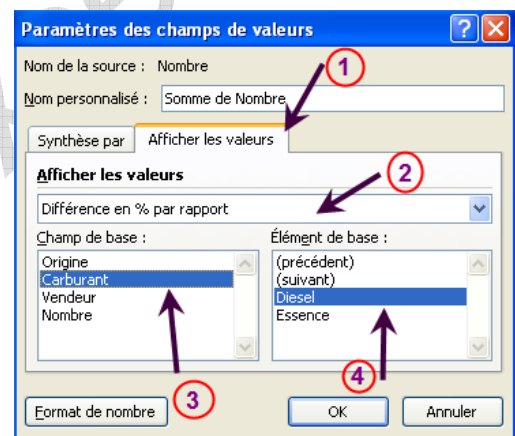 Paramètres des champs de valeurs
Nom de la source : Nombre
1
Nom personnalisé : Somme de Nombre
Synthèse par Afficher les valeurs
Afficher les valeurs
2
Différence en % par rapport
Champ de base :
Origine
Carburant
Vendeur
Nombre
Élément de base :
(précédent)
(suivant)
Diesel
Essence
3
4
Format de nombre OK Annuler